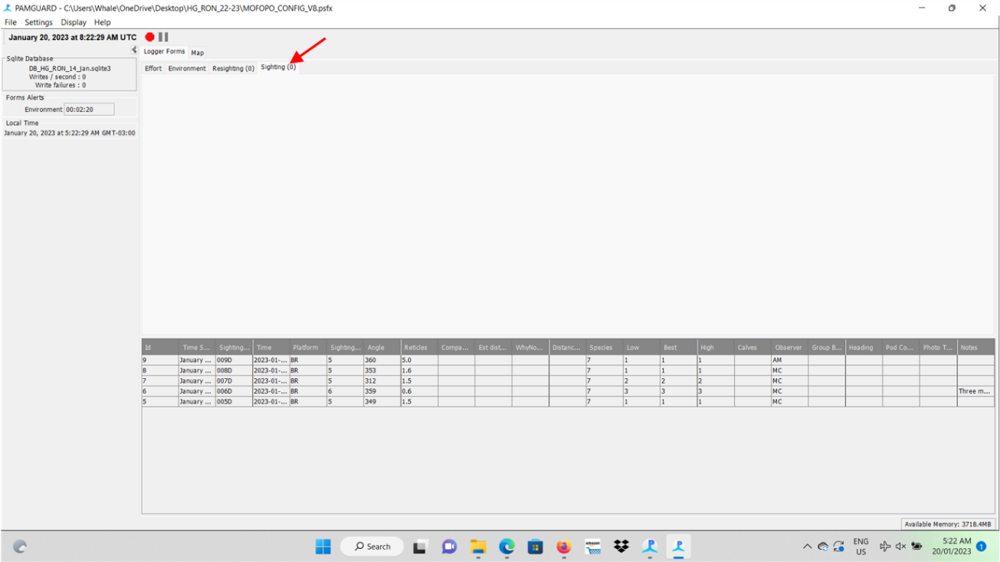 PAMGUARD - C:\Users\Whale\OneDrive\Desktop\HG_RON_22-23\MOFOPO_CONFIG_V8.psfx
File Settings Display Help
January 20, 2023 at 8:22:29 AM UTC
Logger Forms Map
Sqlite Database
DB_HG_RON_14_Jan.sqlite3
Writes / second : 0
Write failures : 0
Effort Environment Resighting (0) Sighting (0)
Forms Alerts
Environment 00:02:20
Local Time
January 20, 2023 at 5:22:29 AM GMT-03:00
Id Time S... Sighting... Time Platform Sighting... Angle Reticles Compa... Est dist... WhyNo... Distanc... Species Low Best High Calves Observer Group B... Heading Pod Co... Photo T... Notes
9 January ... 009D 2023-01-... BR 5 360 5.0 7 1 1 1 AM
8 January ... 008D 2023-01-... BR 5 353 1.6 7 1 1 1 MC
7 January ... 007D 2023-01-... BR 5 312 1.5 7 2 2 2 MC
6 January ... 006D 2023-01-... BR 6 359 0.6 7 3 3 3 MC Three m...
5 January ... 005D 2023-01-... BR 5 349 1.5 7 1 1 1 MC
Available Memory: 3718.4MB
Search
amazon
ENG
US
5:22 AM
20/01/2023
1